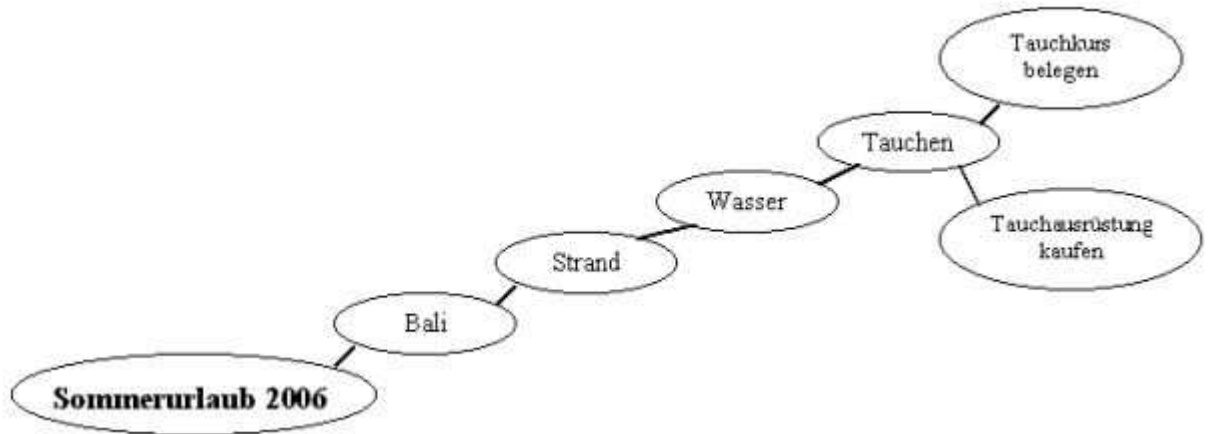 Tauchkurs
belegen
Tauchen
Wasser
Tauchausrüstung
kaufen
Strand
Bali
Sommerurlaub 2006